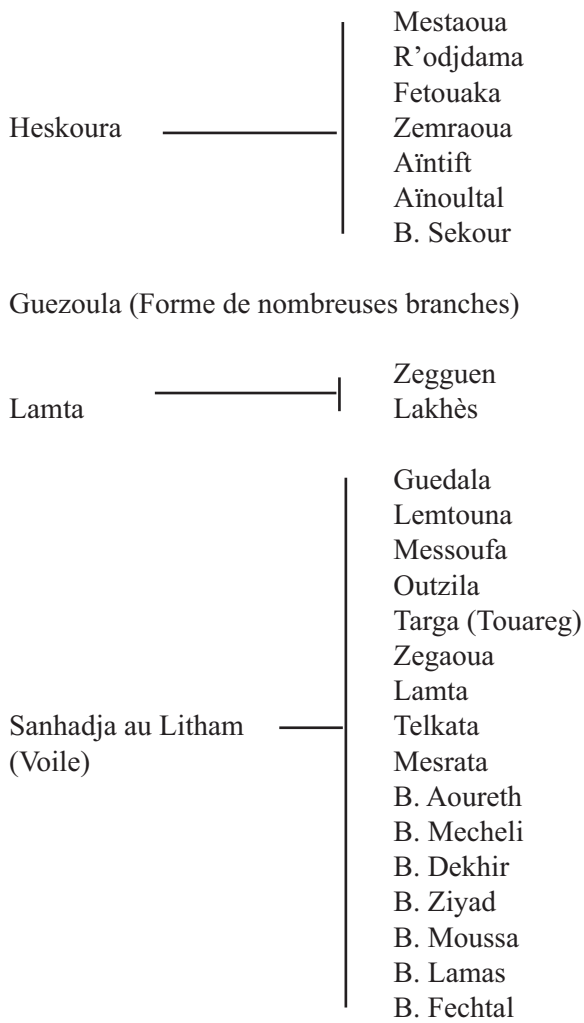 Heskoura
Mestaoua
R’odjdama
Fetouaka
Zemraoua
Aïntift
Aïnoultal
B. Sekour
Guezoula (Forme de nombreuses branches)
Lamta
Zegguen
Lakhès
Sanhadja au Litham
(Voile)
Guedala
Lemtouna
Messoufa
Outzila
Targa (Touareg)
Zegaoua
Lamta
Telkata
Mesrata
B. Aoureth
B. Mecheli
B. Dekhir
B. Ziyad
B. Moussa
B. Lamas
B. Fechtal